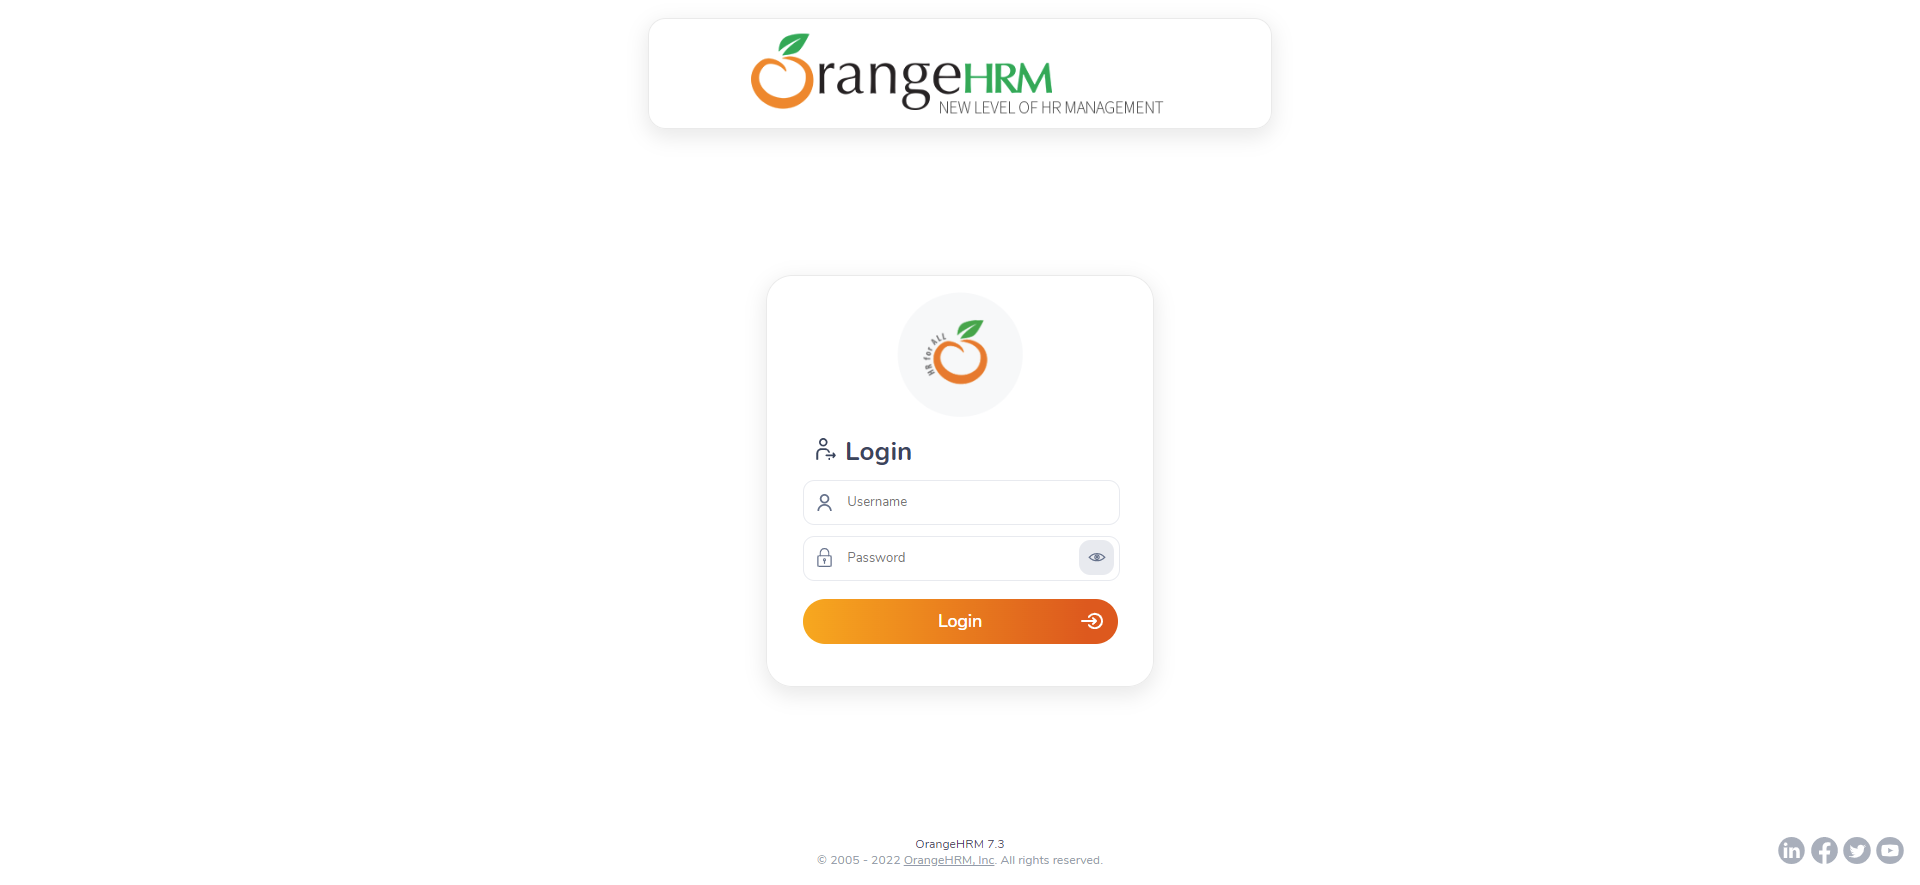 OrangeHRM
NEW LEVEL OF HR MANAGEMENT
HR for ALL
Login
Username
Password
Login
OrangeHRM 7.3
© 2005 - 2022 OrangeHRM, Inc. All rights reserved.